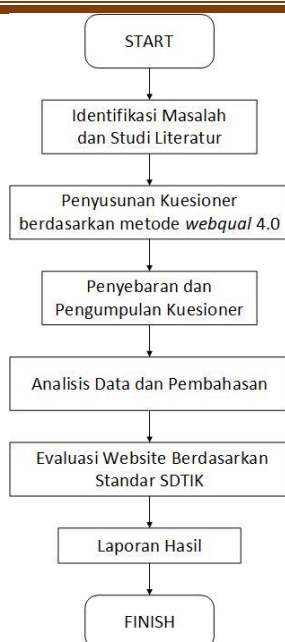 START
Identifikasi Masalah
dan Studi Literatur
Penyusunan Kuesioner
berdasarkan metode webqual 4.0
Penyebaran dan
Pengumpulan Kuesioner
Analisis Data dan Pembahasan
Evaluasi Website Berdasarkan
Standar SDTIK
Laporan Hasil
FINISH